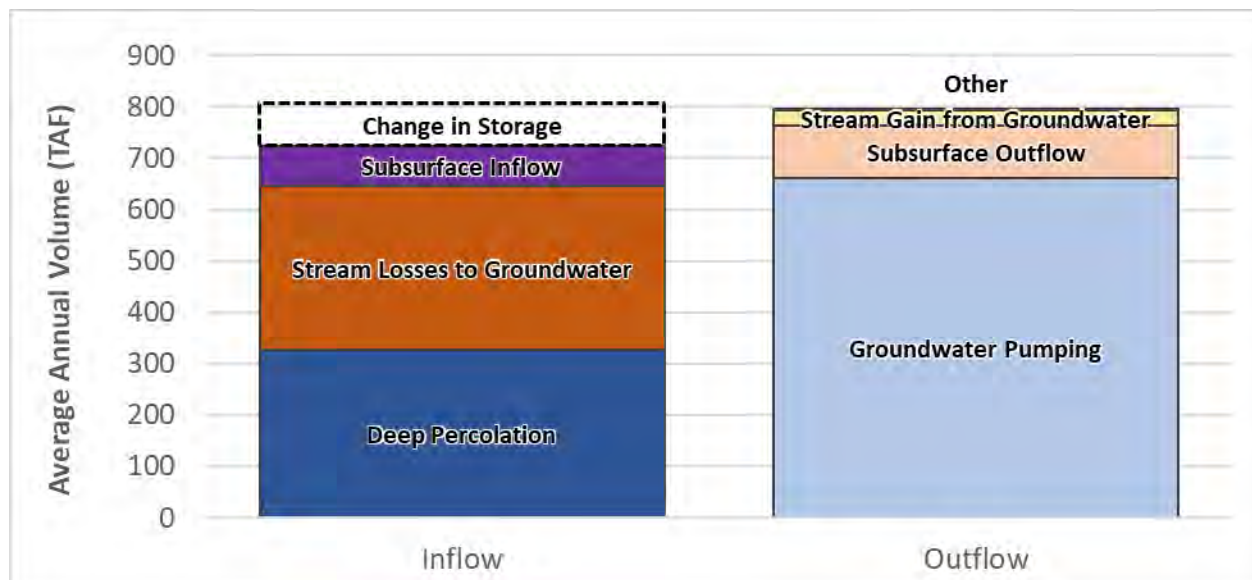 Average Annual Volume (TAF)
900
800
700
600
500
400
300
200
100
0
Change in Storage
Subsurface Inflow
Stream Losses to Groundwater
Deep Percolation
Other
Stream Gain from Groundwater
Subsurface Outflow
Groundwater Pumping
Inflow
Outflow